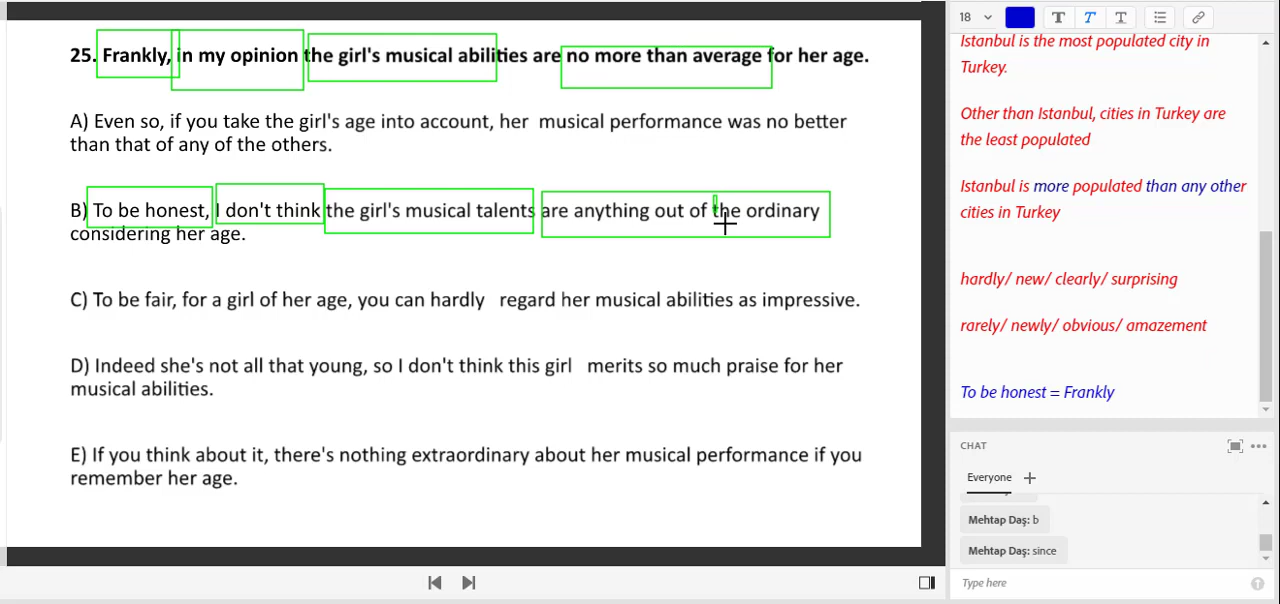 25. Frankly, in my opinion the girl's musical abilities are no more than average for her age.
A) Even so, if you take the girl's age into account, her musical performance was no better
than that of any of the others.
B) To be honest, I don't think the girl's musical talents are anything out of the ordinary
considering her age.
C) To be fair, for a girl of her age, you can hardly regard her musical abilities as impressive.
D) Indeed she's not all that young, so I don't think this girl merits so much praise for her
musical abilities.
E) If you think about it, there's nothing extraordinary about her musical performance if you
remember her age.
18
T T T
Istanbul is the most populated city in
Turkey.
Other than Istanbul, cities in Turkey are
the least populated
Istanbul is more populated than any other
cities in Turkey
hardly/ new/ clearly/ surprising
rarely/ newly/ obvious/ amazement
To be honest = Frankly
CHAT
Everyone
Mehtap Daş: b
Mehtap Daş: since
Type here